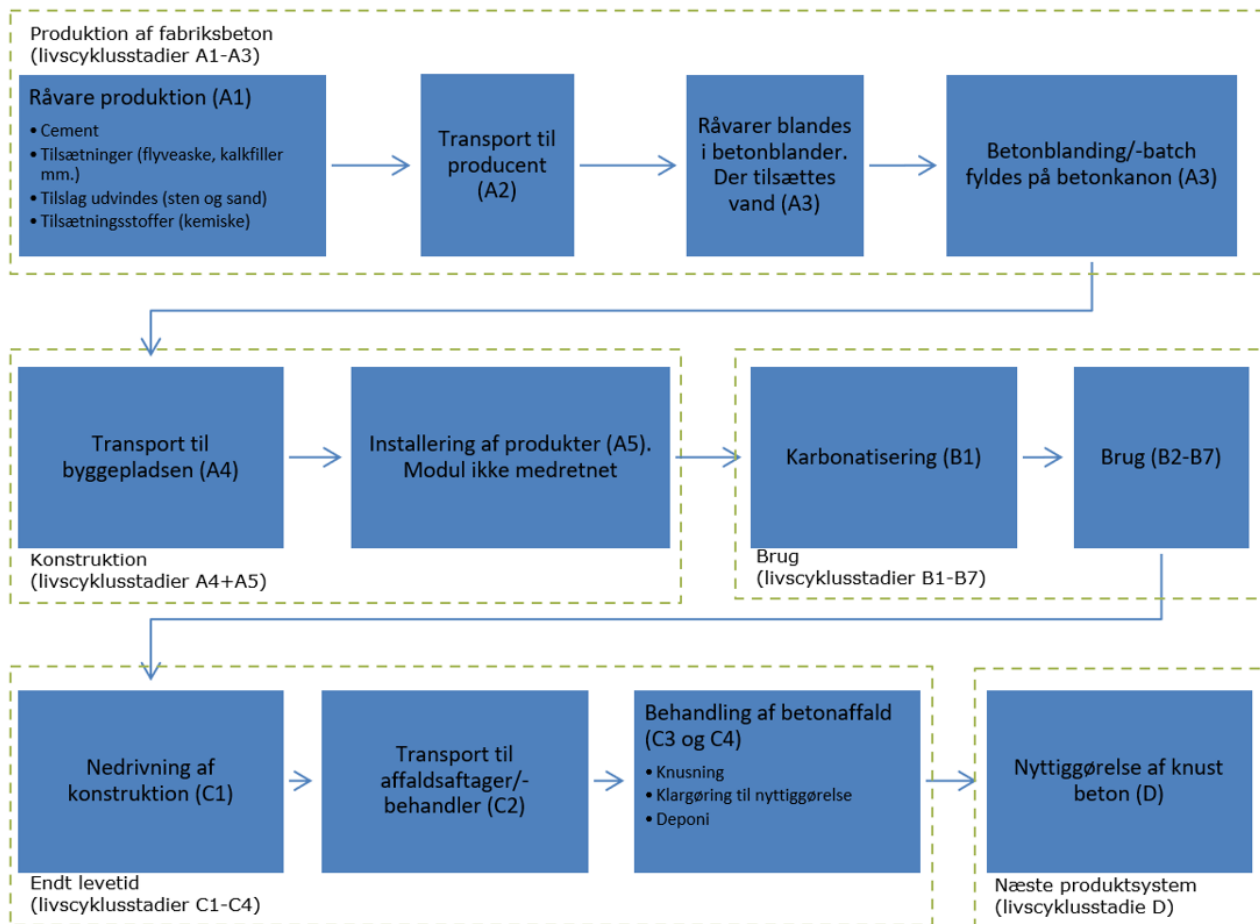 Produktion af fabriksbeton
(livscyklusstadier A1-A3)
Råvare produktion (A1)
• Cement
• Tilsætninger (flyveaske, kalkfiller
mm.)
• Tilslag udvindes (sten og sand)
• Tilsætningsstoffer (kemiske)
Transport til
producent
(A2)
Råvarer blandes
i betonblander.
Der tilsættes
vand (A3)
Betonblanding/-batch
fyldes på betonkanon (A3)
Transport til
byggepladsen (A4)
Installering af produkter (A5).
Modul ikke medretnet
Konstruktion
(livscyklusstadier A4+A5)
Karbonatisering (B1)
Brug (B2-B7)
Brug
(livscyklusstadier B1-B7)
Nedrivning af
konstruktion (C1)
Transport til
affaldsaftager/-
behandler (C2)
Behandling af betonaffald
(C3 og C4)
• Knusning
• Klargøring til nyttiggørelse
• Deponi
Endt levetid
(livscyklusstadier C1-C4)
Nyttiggørelse af knust
beton (D)
Næste produktsystem
(livscyklusstadie D)